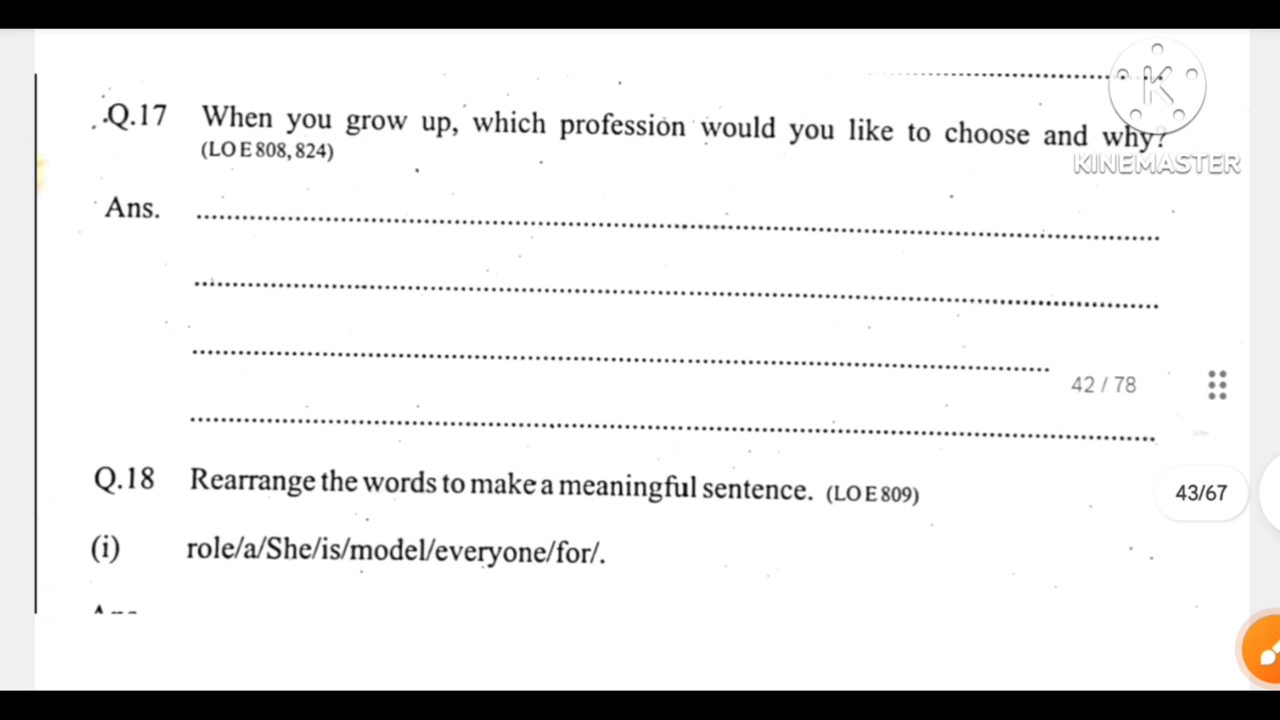 Q.17 When you grow up, which profession would you like to choose and why?
(LO E 808, 824)
K
KINEMASTER
Ans.
42 / 78
Q.18 Rearrange the words to make a meaningful sentence. (LO E 809)
43/67
(i) role/a/She/is/model/everyone/for/.